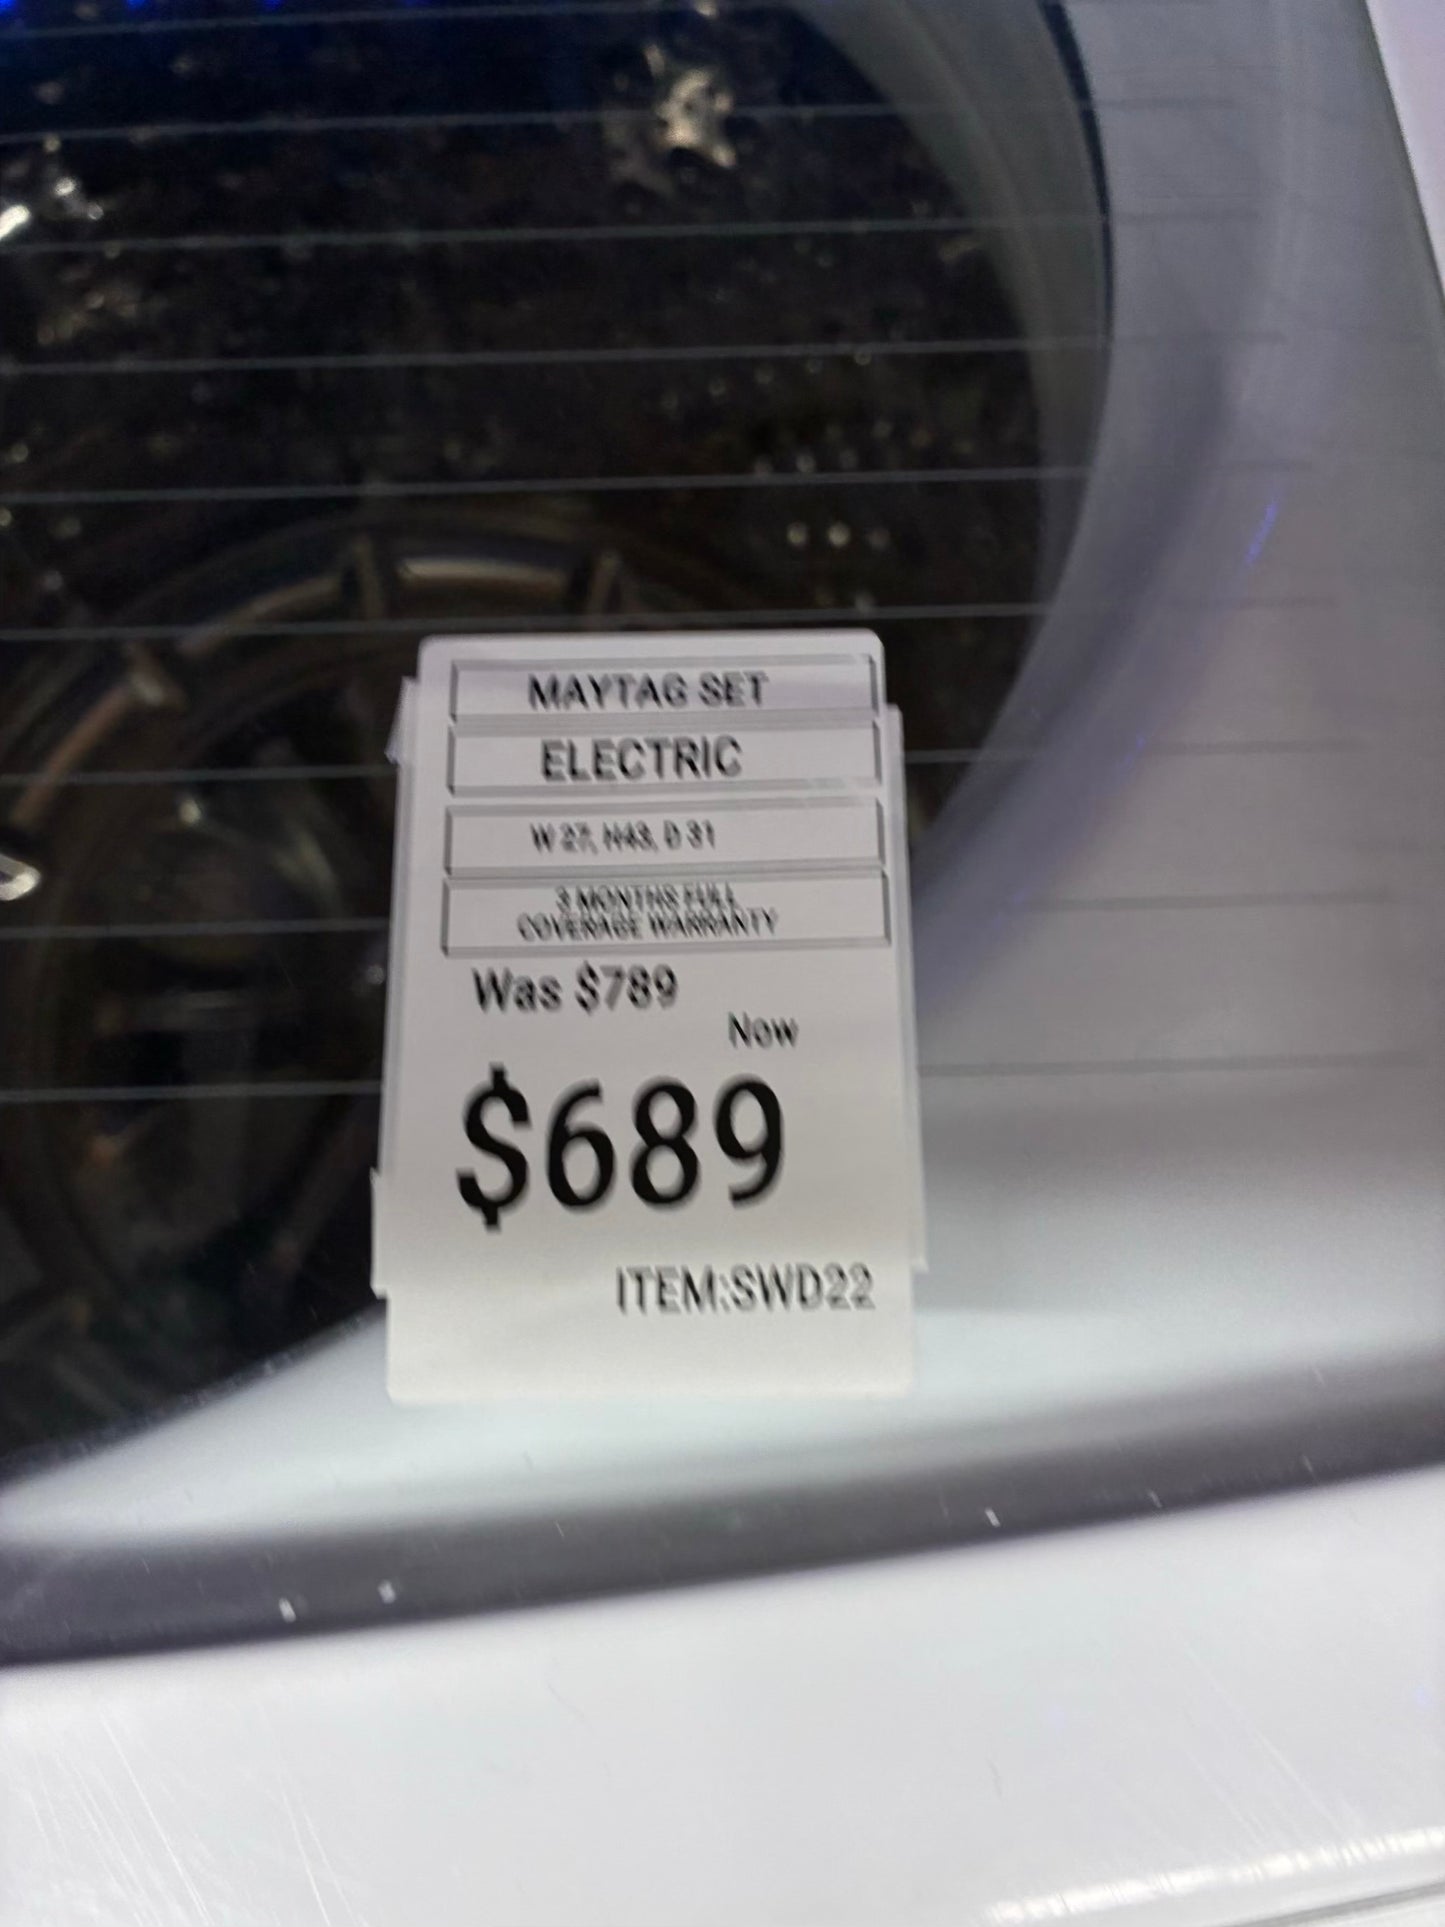 MAYTAG SET
ELECTRIC
W 27, H43, D 31
3 MONTHS FULL
COVERAGE WARRANTY
Was $789
Now
$689
ITEM:SWD22